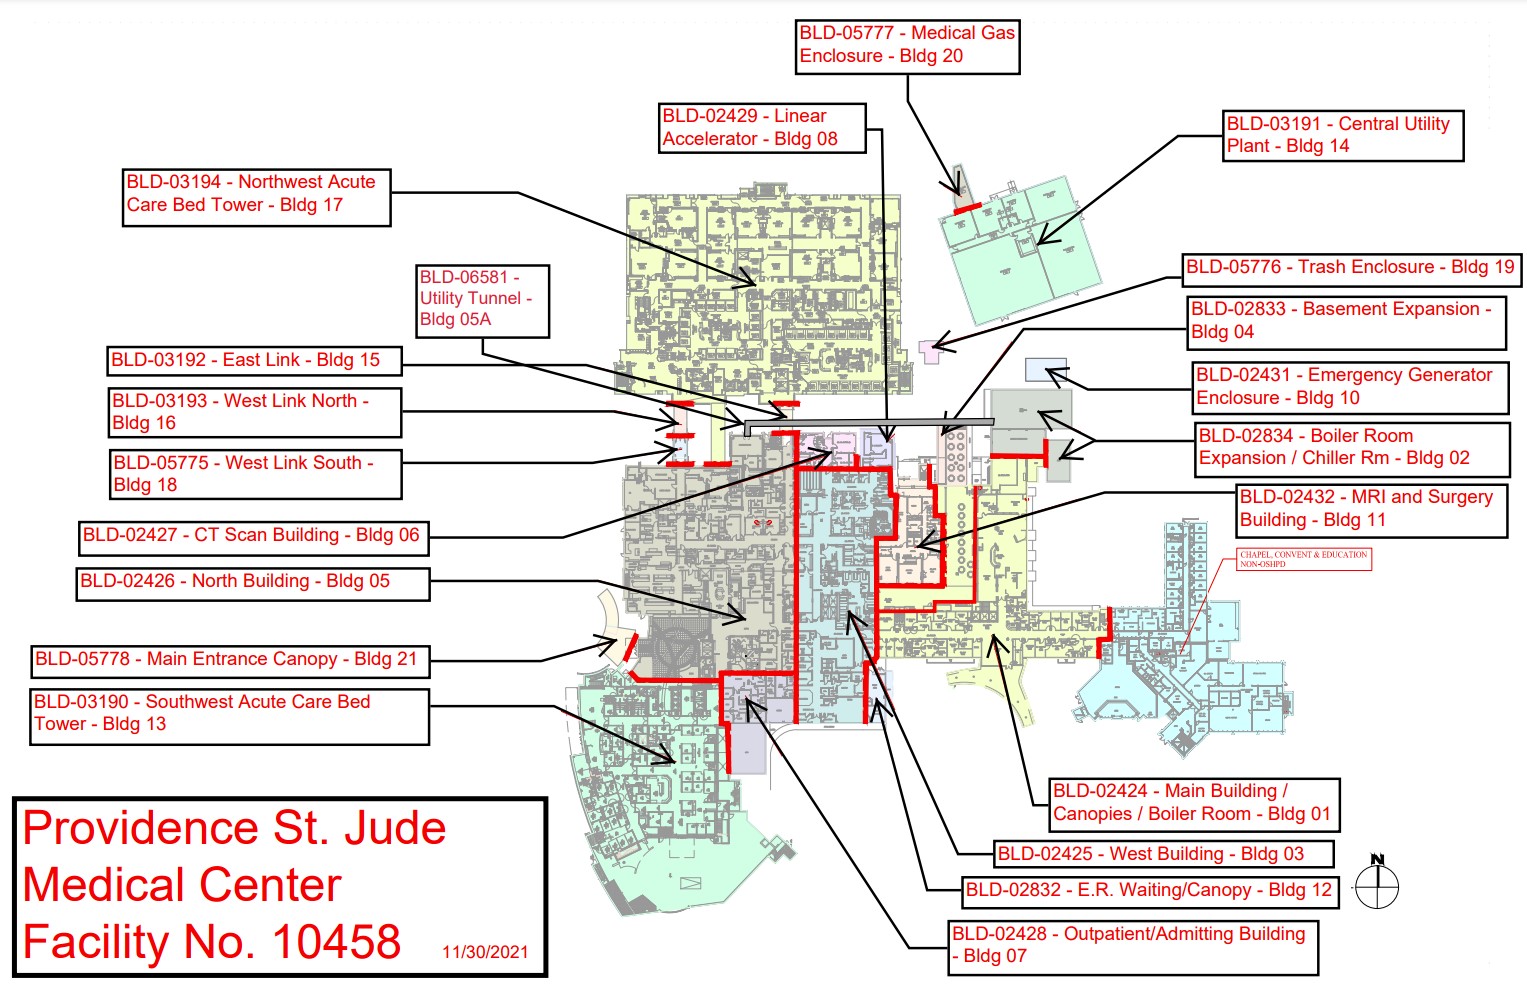 BLD-05777 - Medical Gas
Enclosure - Bldg 20
BLD-02429 - Linear
Accelerator - Bldg 08
BLD-03191 - Central Utility
Plant - Bldg 14
BLD-03194 - Northwest Acute
Care Bed Tower - Bldg 17
BLD-06581 -
Utility Tunnel -
Bldg 05A
BLD-05776 - Trash Enclosure - Bldg 19
BLD-02833 - Basement Expansion -
Bldg 04
BLD-03192 - East Link - Bldg 15
BLD-02431 - Emergency Generator
Enclosure - Bldg 10
BLD-03193 - West Link North -
Bldg 16
BLD-02834 - Boiler Room
Expansion / Chiller Rm - Bldg 02
BLD-05775 - West Link South -
Bldg 18
BLD-02432 - MRI and Surgery
Building - Bldg 11
BLD-02427 - CT Scan Building - Bldg 06
CHAPEL, CONVENT & EDUCATION
NON-OSHPD
BLD-02426 - North Building - Bldg 05
BLD-05778 - Main Entrance Canopy - Bldg 21
BLD-03190 - Southwest Acute Care Bed
Tower - Bldg 13
BLD-02424 - Main Building /
Canopies / Boiler Room - Bldg 01
BLD-02425 - West Building - Bldg 03
BLD-02832 - E.R. Waiting/Canopy - Bldg 12
BLD-02428 - Outpatient/Admitting Building
- Bldg 07
N
Providence St. Jude
Medical Center
Facility No. 10458
11/30/2021